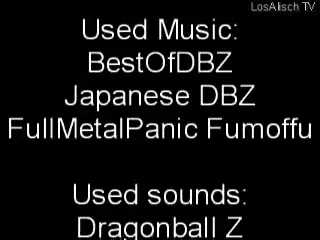 LosAlisch TV
Used Music:
BestOfDBZ
Japanese DBZ
FullMetalPanic Fumoffu
Used sounds:
Dragonball Z